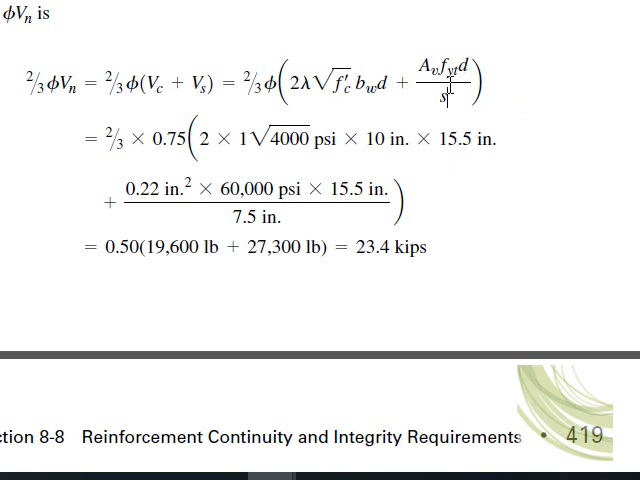 ϕVₙ is
⅔ϕVₙ = ⅔ϕ(V_c + V_s) = ⅔ϕ(2λ√f′_c b_w d + A_v f_yt d / s)
= ⅔ × 0.75(2 × 1√4000 psi × 10 in. × 15.5 in.
+ 0.22 in.² × 60,000 psi × 15.5 in. / 7.5 in.)
= 0.50(19,600 lb + 27,300 lb) = 23.4 kips
ction 8-8 Reinforcement Continuity and Integrity Requirements • 419